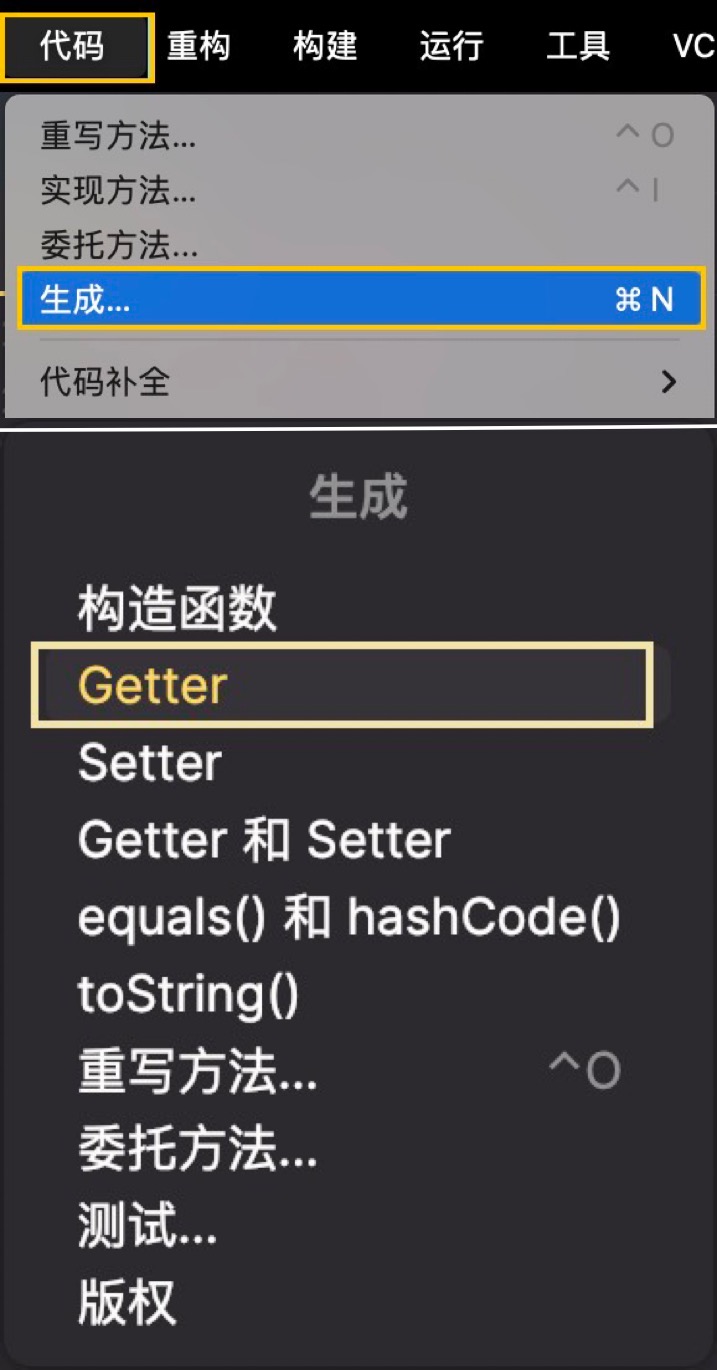 代码 重构 构建 运行 工具 VC
重写方法... ^ O
实现方法... ^ I
委托方法...
生成... ⌘ N
代码补全 >
生成
构造函数
Getter
Setter
Getter 和 Setter
equals() 和 hashCode()
toString()
重写方法... ^O
委托方法...
测试...
版权